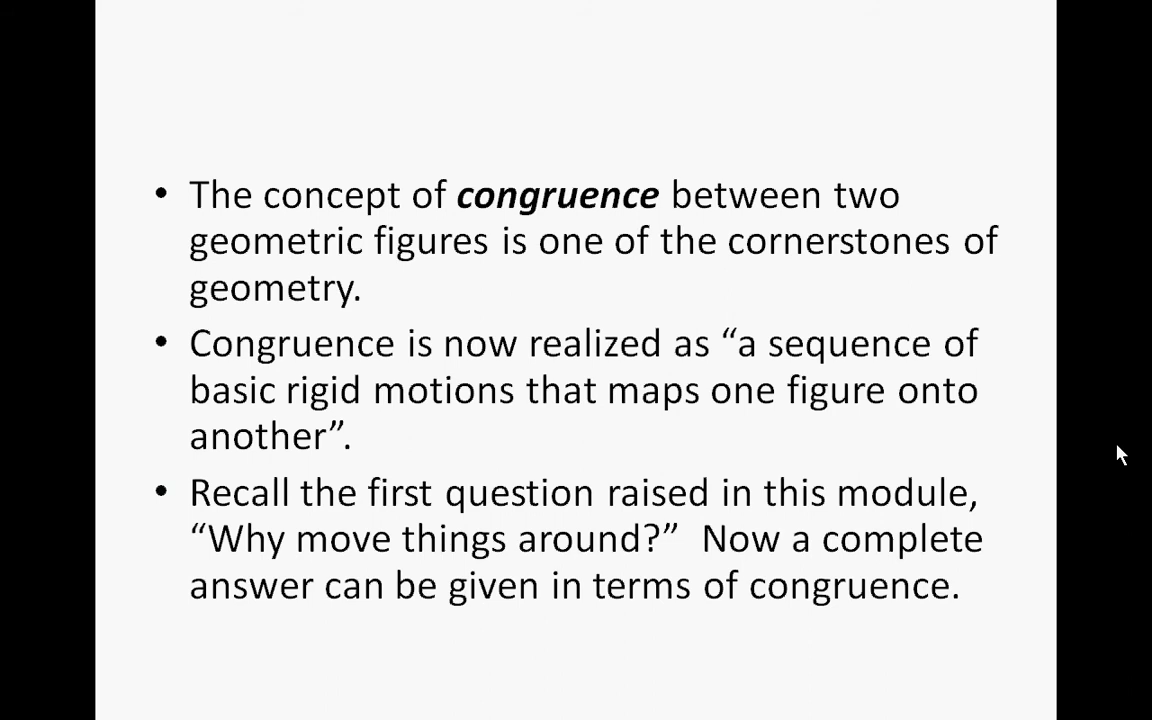 • The concept of congruence between two
geometric figures is one of the cornerstones of
geometry.
• Congruence is now realized as “a sequence of
basic rigid motions that maps one figure onto
another”.
• Recall the first question raised in this module,
“Why move things around?”  Now a complete
answer can be given in terms of congruence.